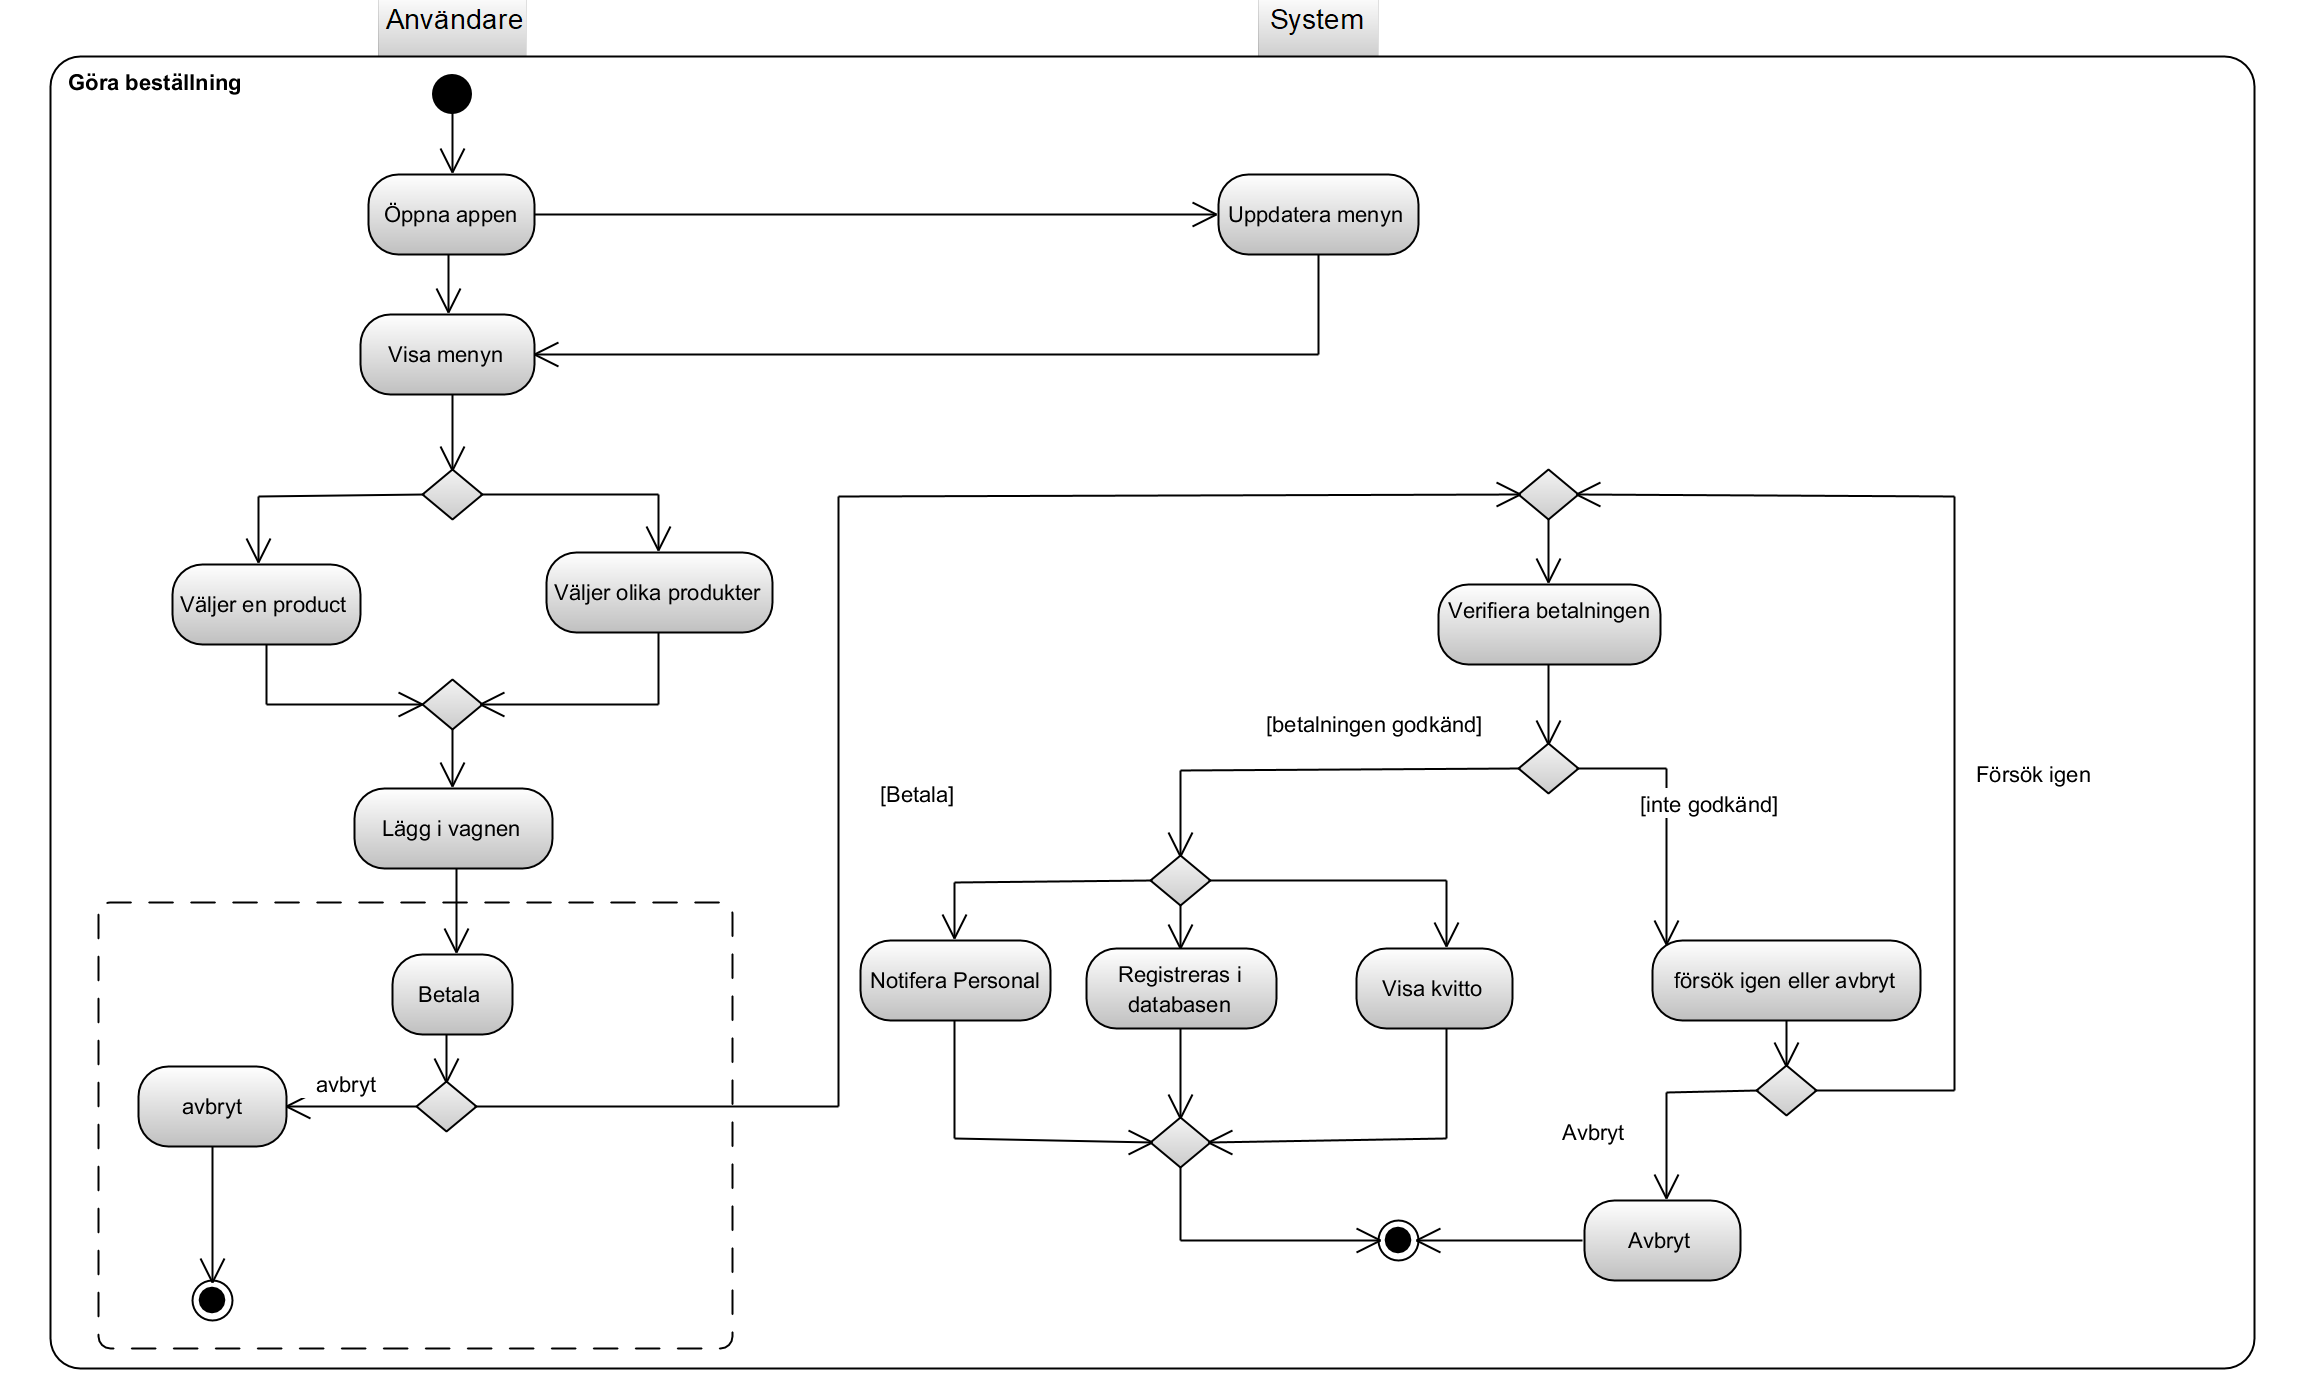 Användare
System
Göra beställning
Öppna appen
Uppdatera menyn
Visa menyn
Väljer en product
Väljer olika produkter
Verifiera betalningen
[betalningen godkänd]
[Betala]
[inte godkänd]
Försök igen
Lägg i vagnen
Betala
Notifera Personal
Registreras i
databasen
Visa kvitto
försök igen eller avbryt
avbryt
avbryt
Avbryt
Avbryt